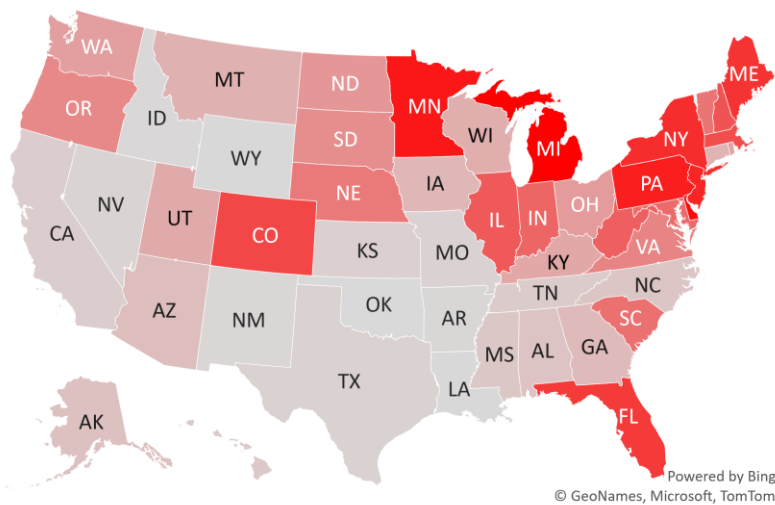 WA
ME
MT
ND
MN
OR
ID
SD
WI
MI
NY
WY
PA
NE
IA
NV
UT
CO
IL
IN
OH
CA
KS
MO
KY
VA
AZ
NM
OK
TN
NC
AR
SC
TX
MS
AL
GA
LA
AK
FL
Powered by Bing
© GeoNames, Microsoft, TomTom